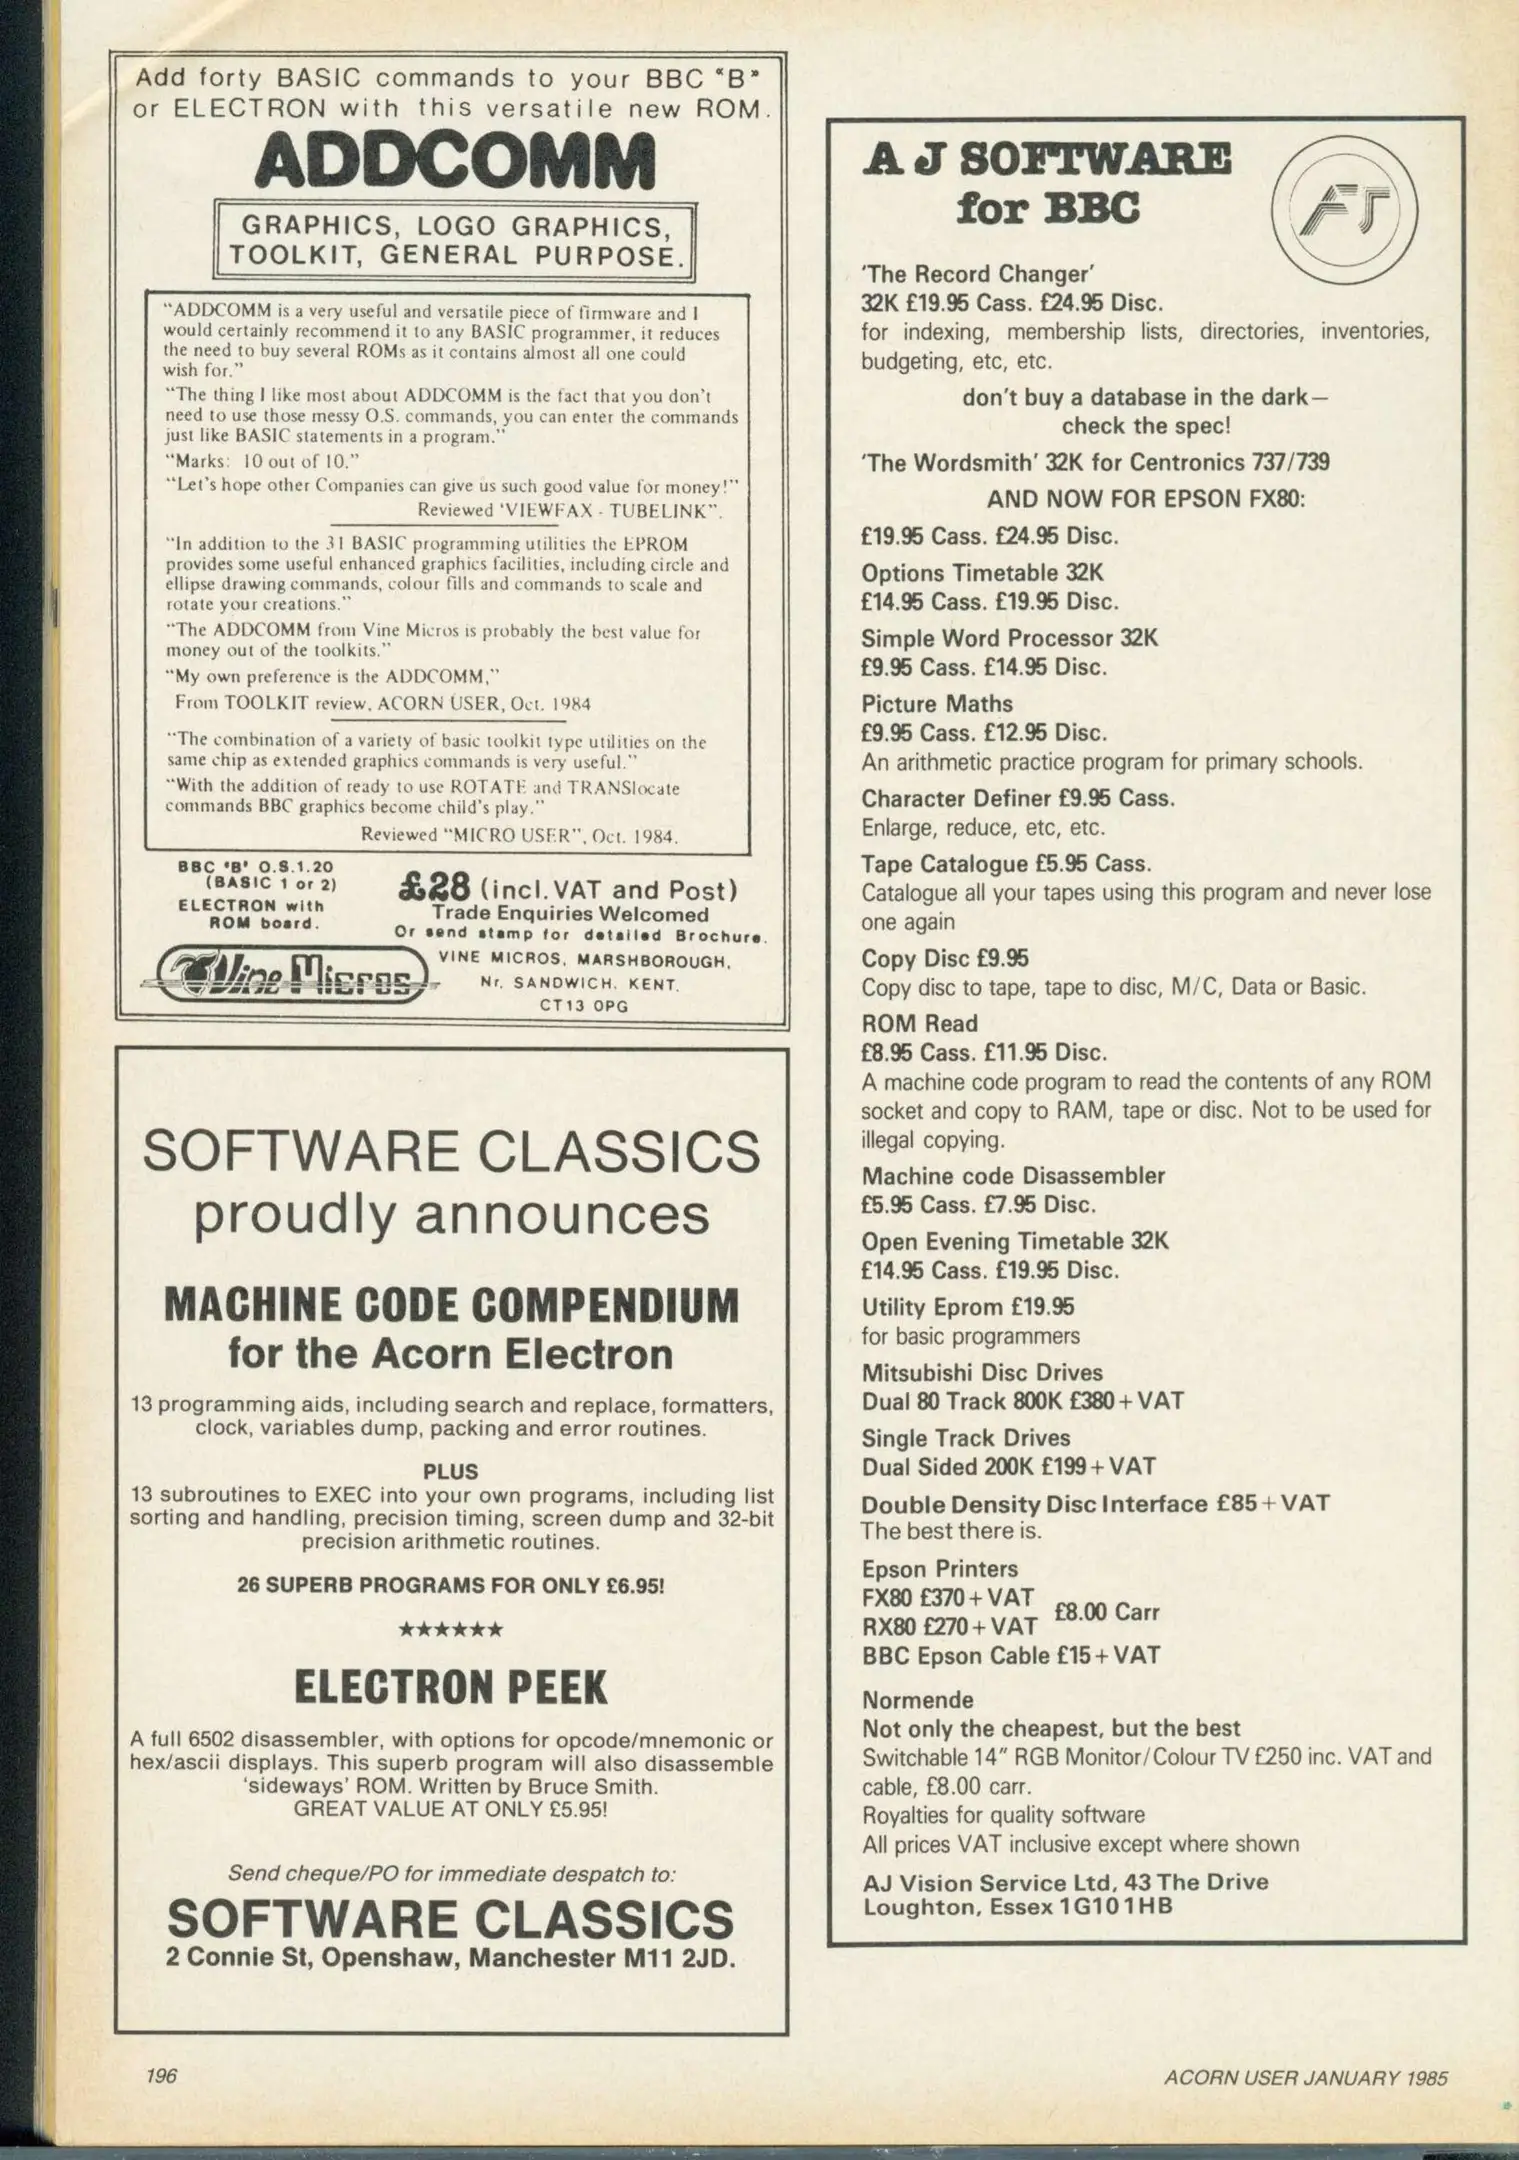 Add forty BASIC commands to your BBC "B"
or ELECTRON with this versatile new ROM.
ADDCOMM
GRAPHICS, LOGO GRAPHICS,
TOOLKIT, GENERAL PURPOSE.
"ADDCOMM is a very useful and versatile piece of firmware and I
would certainly recommend it to any BASIC programmer, it reduces
the need to buy several ROMs as it contains almost all one could
wish for."
"The thing I like most about ADDCOMM is the fact that you don't
need to use those messy O.S. commands, you can enter the commands
just like BASIC statements in a program."
"Marks: 10 out of 10."
"Let's hope other Companies can give us such good value for money!"
Reviewed 'VIEWFAX - TUBELINK".
"In addition to the 31 BASIC programming utilities the EPROM
provides some useful enhanced graphics facilities, including circle and
ellipse drawing commands, colour fills and commands to scale and
rotate your creations."
"The ADDCOMM from Vine Micros is probably the best value for
money out of the toolkits."
"My own preference is the ADDCOMM,"
From TOOLKIT review, ACORN USER, Oct. 1984
"The combination of a variety of basic toolkit type utilities on the
same chip as extended graphics commands is very useful."
"With the addition of ready to use ROTATE and TRANSlocate
commands BBC graphics become child's play."
Reviewed "MICRO USER", Oct. 1984.
BBC 'B' O.S.1.20
(BASIC 1 or 2)
ELECTRON with
ROM board.
£28 (incl. VAT and Post)
Trade Enquiries Welcomed
Or send stamp for detailed Brochure.
Vine Micros
VINE MICROS, MARSHBOROUGH,
Nr. SANDWICH. KENT.
CT13 0PG
SOFTWARE CLASSICS
proudly announces
MACHINE CODE COMPENDIUM
for the Acorn Electron
13 programming aids, including search and replace, formatters,
clock, variables dump, packing and error routines.
PLUS
13 subroutines to EXEC into your own programs, including list
sorting and handling, precision timing, screen dump and 32-bit
precision arithmetic routines.
26 SUPERB PROGRAMS FOR ONLY £6.95!
★★★★★★
ELECTRON PEEK
A full 6502 disassembler, with options for opcode/mnemonic or
hex/ascii displays. This superb program will also disassemble
'sideways' ROM. Written by Bruce Smith.
GREAT VALUE AT ONLY £5.95!
Send cheque/PO for immediate despatch to:
SOFTWARE CLASSICS
2 Connie St, Openshaw, Manchester M11 2JD.
A J SOFTWARE
for BBC
AJ
'The Record Changer'
32K £19.95 Cass. £24.95 Disc.
for indexing, membership lists, directories, inventories,
budgeting, etc, etc.
don't buy a database in the dark—
check the spec!
'The Wordsmith' 32K for Centronics 737/739
AND NOW FOR EPSON FX80:
£19.95 Cass. £24.95 Disc.
Options Timetable 32K
£14.95 Cass. £19.95 Disc.
Simple Word Processor 32K
£9.95 Cass. £14.95 Disc.
Picture Maths
£9.95 Cass. £12.95 Disc.
An arithmetic practice program for primary schools.
Character Definer £9.95 Cass.
Enlarge, reduce, etc, etc.
Tape Catalogue £5.95 Cass.
Catalogue all your tapes using this program and never lose
one again
Copy Disc £9.95
Copy disc to tape, tape to disc, M/C, Data or Basic.
ROM Read
£8.95 Cass. £11.95 Disc.
A machine code program to read the contents of any ROM
socket and copy to RAM, tape or disc. Not to be used for
illegal copying.
Machine code Disassembler
£5.95 Cass. £7.95 Disc.
Open Evening Timetable 32K
£14.95 Cass. £19.95 Disc.
Utility Eprom £19.95
for basic programmers
Mitsubishi Disc Drives
Dual 80 Track 800K £380+VAT
Single Track Drives
Dual Sided 200K £199+VAT
Double Density Disc Interface £85+VAT
The best there is.
Epson Printers
FX80 £370+VAT
RX80 £270+VAT
£8.00 Carr
BBC Epson Cable £15+VAT
Normende
Not only the cheapest, but the best
Switchable 14" RGB Monitor/Colour TV £250 inc. VAT and
cable, £8.00 carr.
Royalties for quality software
All prices VAT inclusive except where shown
AJ Vision Service Ltd, 43 The Drive
Loughton, Essex 1G10 1HB
196
ACORN USER JANUARY 1985